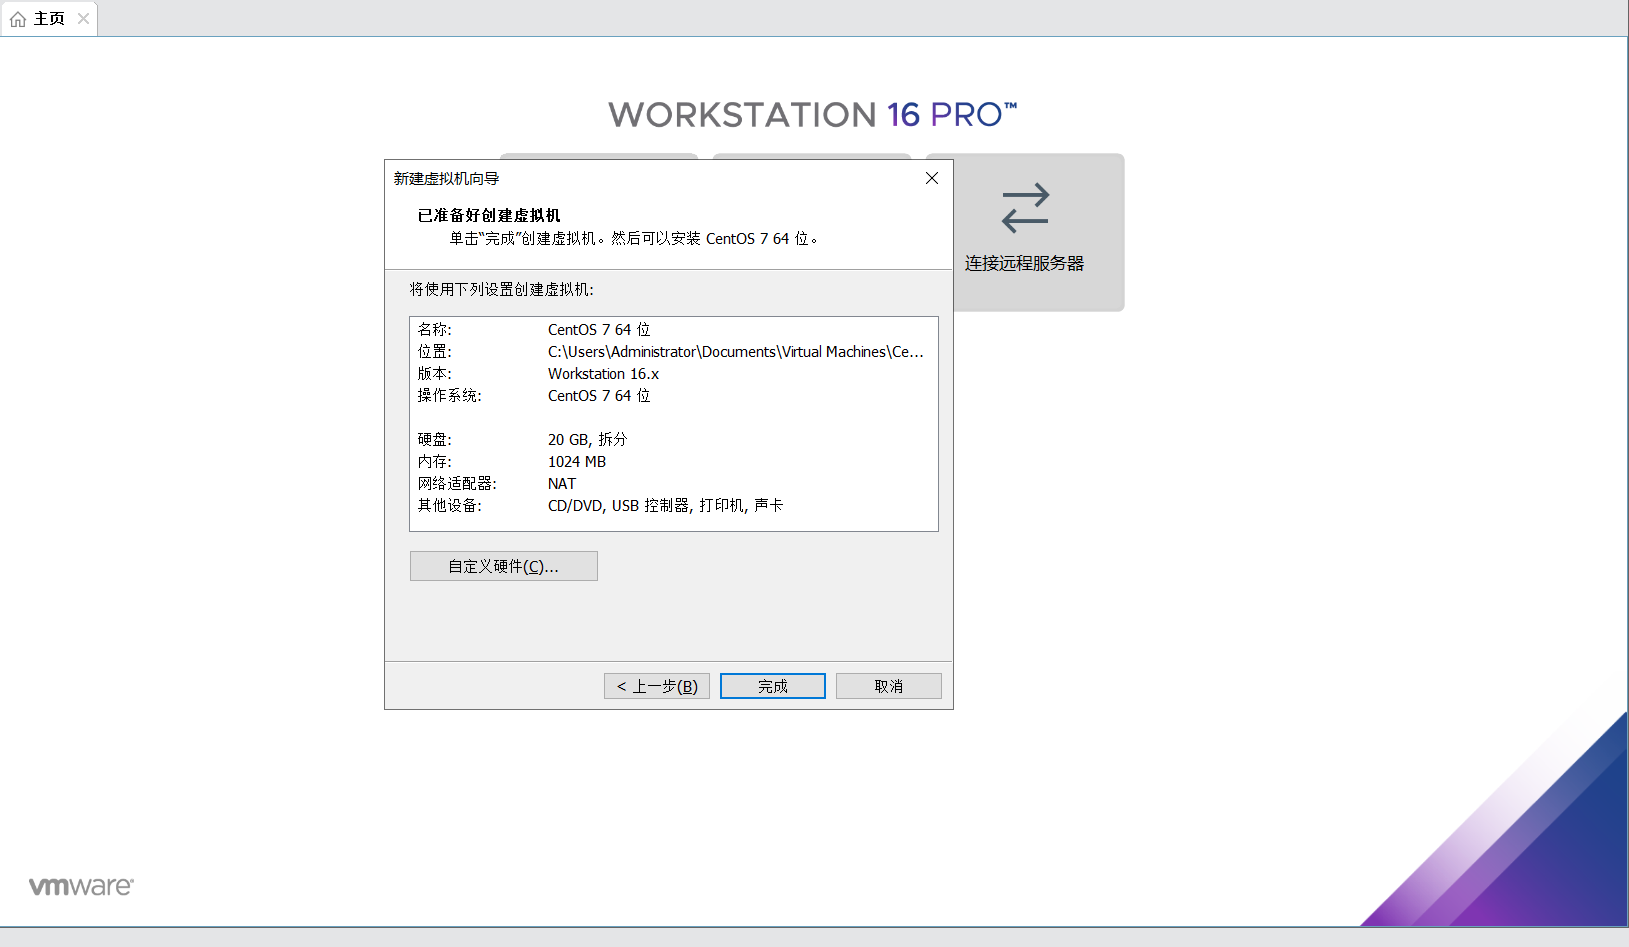 主页
WORKSTATION 16 PRO™
新建虚拟机向导
已准备好创建虚拟机
单击“完成”创建虚拟机。然后可以安装 CentOS 7 64 位。
连接远程服务器
将使用下列设置创建虚拟机:
名称: CentOS 7 64 位
位置: C:\Users\Administrator\Documents\Virtual Machines\Ce...
版本: Workstation 16.x
操作系统: CentOS 7 64 位
硬盘: 20 GB, 拆分
内存: 1024 MB
网络适配器: NAT
其他设备: CD/DVD, USB 控制器, 打印机, 声卡
自定义硬件(C)...
< 上一步(B) 完成 取消
vmware®